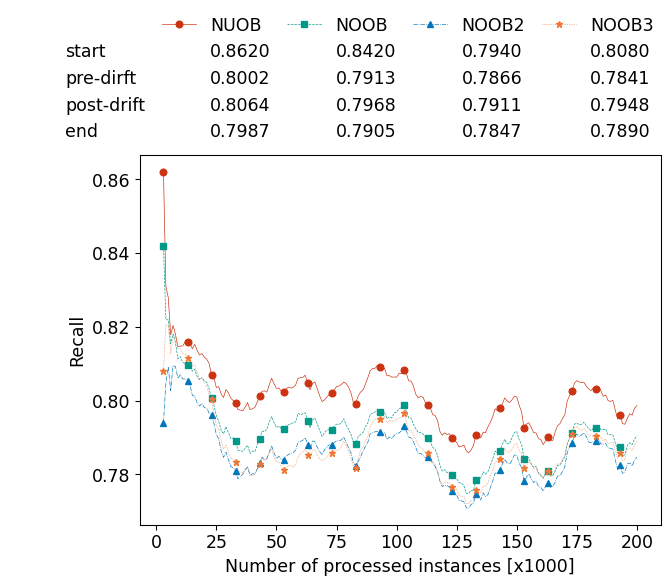 NUOB NOOB NOOB2 NOOB3
start 0.8620 0.8420 0.7940 0.8080
pre-dirft 0.8002 0.7913 0.7866 0.7841
post-drift 0.8064 0.7968 0.7911 0.7948
end 0.7987 0.7905 0.7847 0.7890
0.86
0.84
0.82
0.80
0.78
Recall
0 25 50 75 100 125 150 175 200
Number of processed instances [x1000]